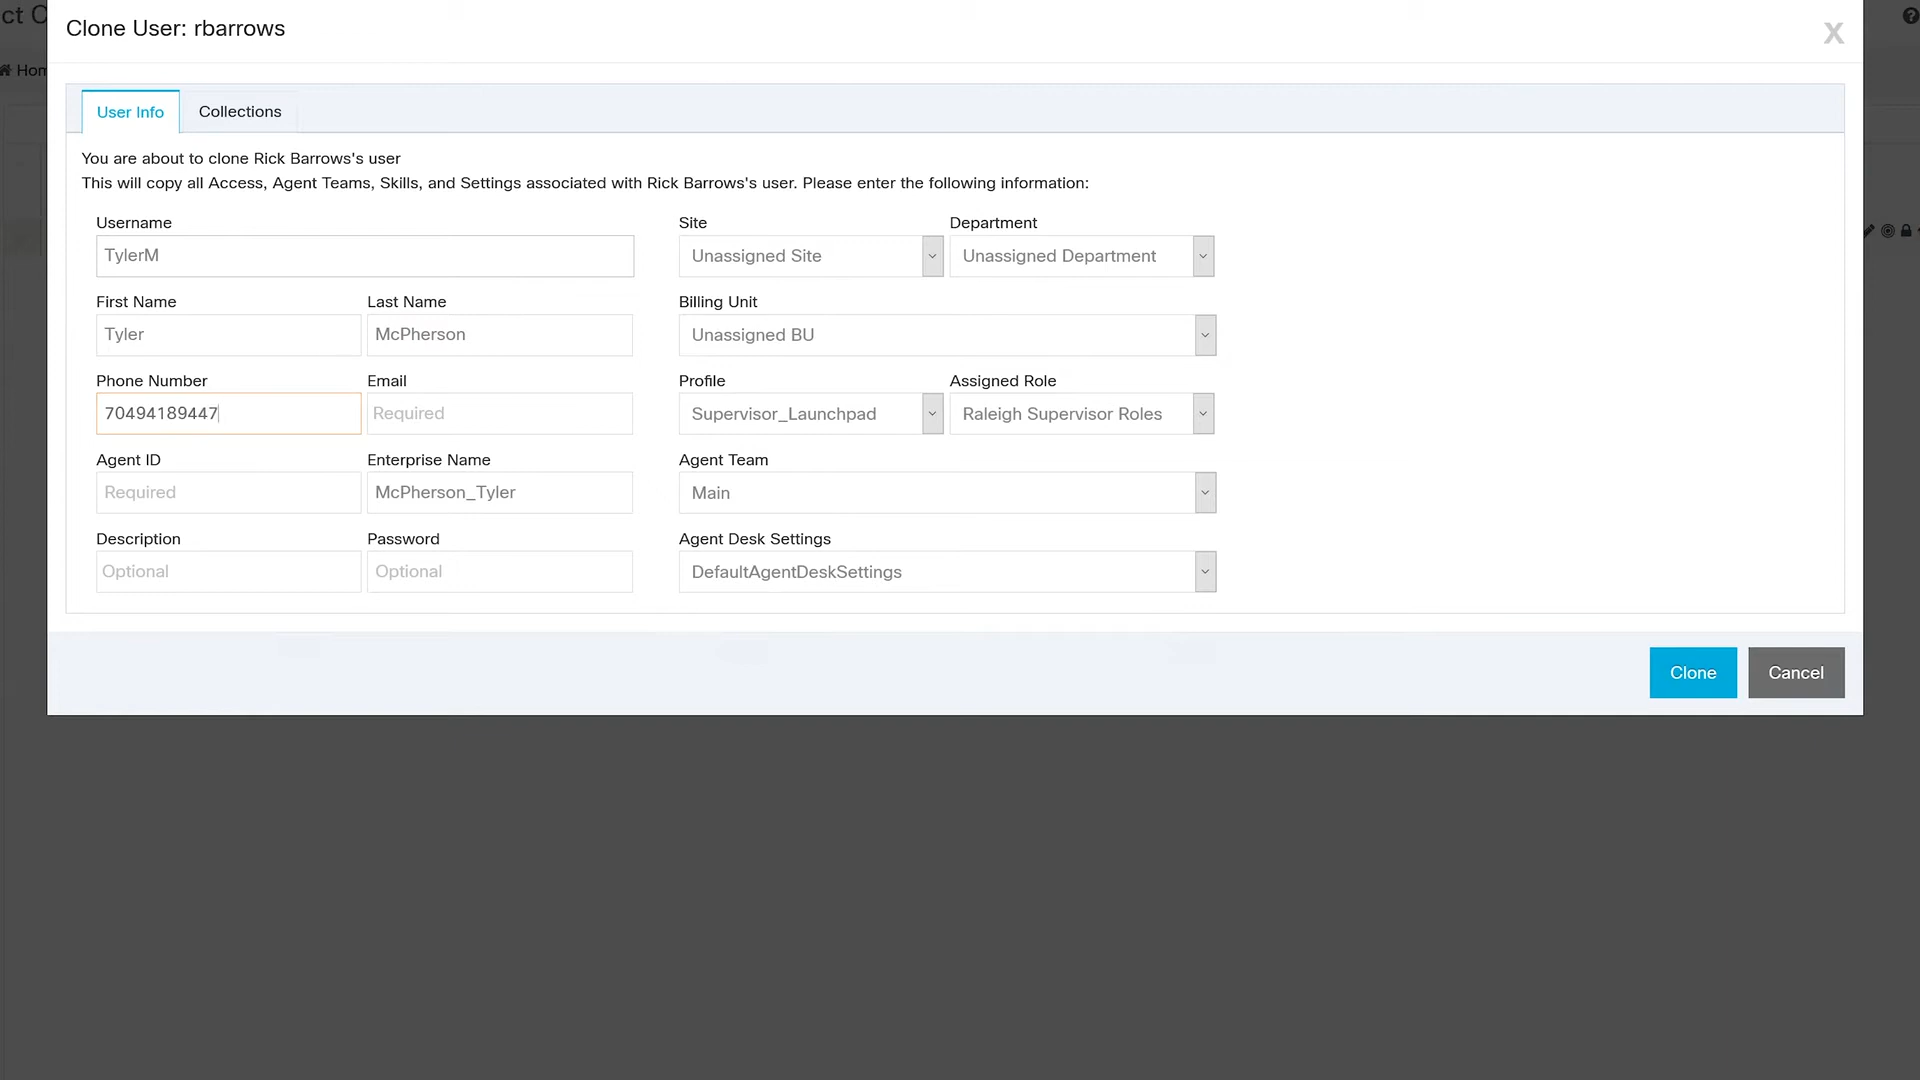 ct C
Clone User: rbarrows
X
Hom
User Info
Collections
You are about to clone Rick Barrows's user
This will copy all Access, Agent Teams, Skills, and Settings associated with Rick Barrows's user. Please enter the following information:
Username
Site
Department
TylerM
Unassigned Site
Unassigned Department
First Name
Last Name
Billing Unit
Tyler
McPherson
Unassigned BU
Phone Number
Email
Profile
Assigned Role
70494189447
Required
Supervisor_Launchpad
Raleigh Supervisor Roles
Agent ID
Enterprise Name
Agent Team
Required
McPherson_Tyler
Main
Description
Password
Agent Desk Settings
Optional
Optional
DefaultAgentDeskSettings
Clone
Cancel